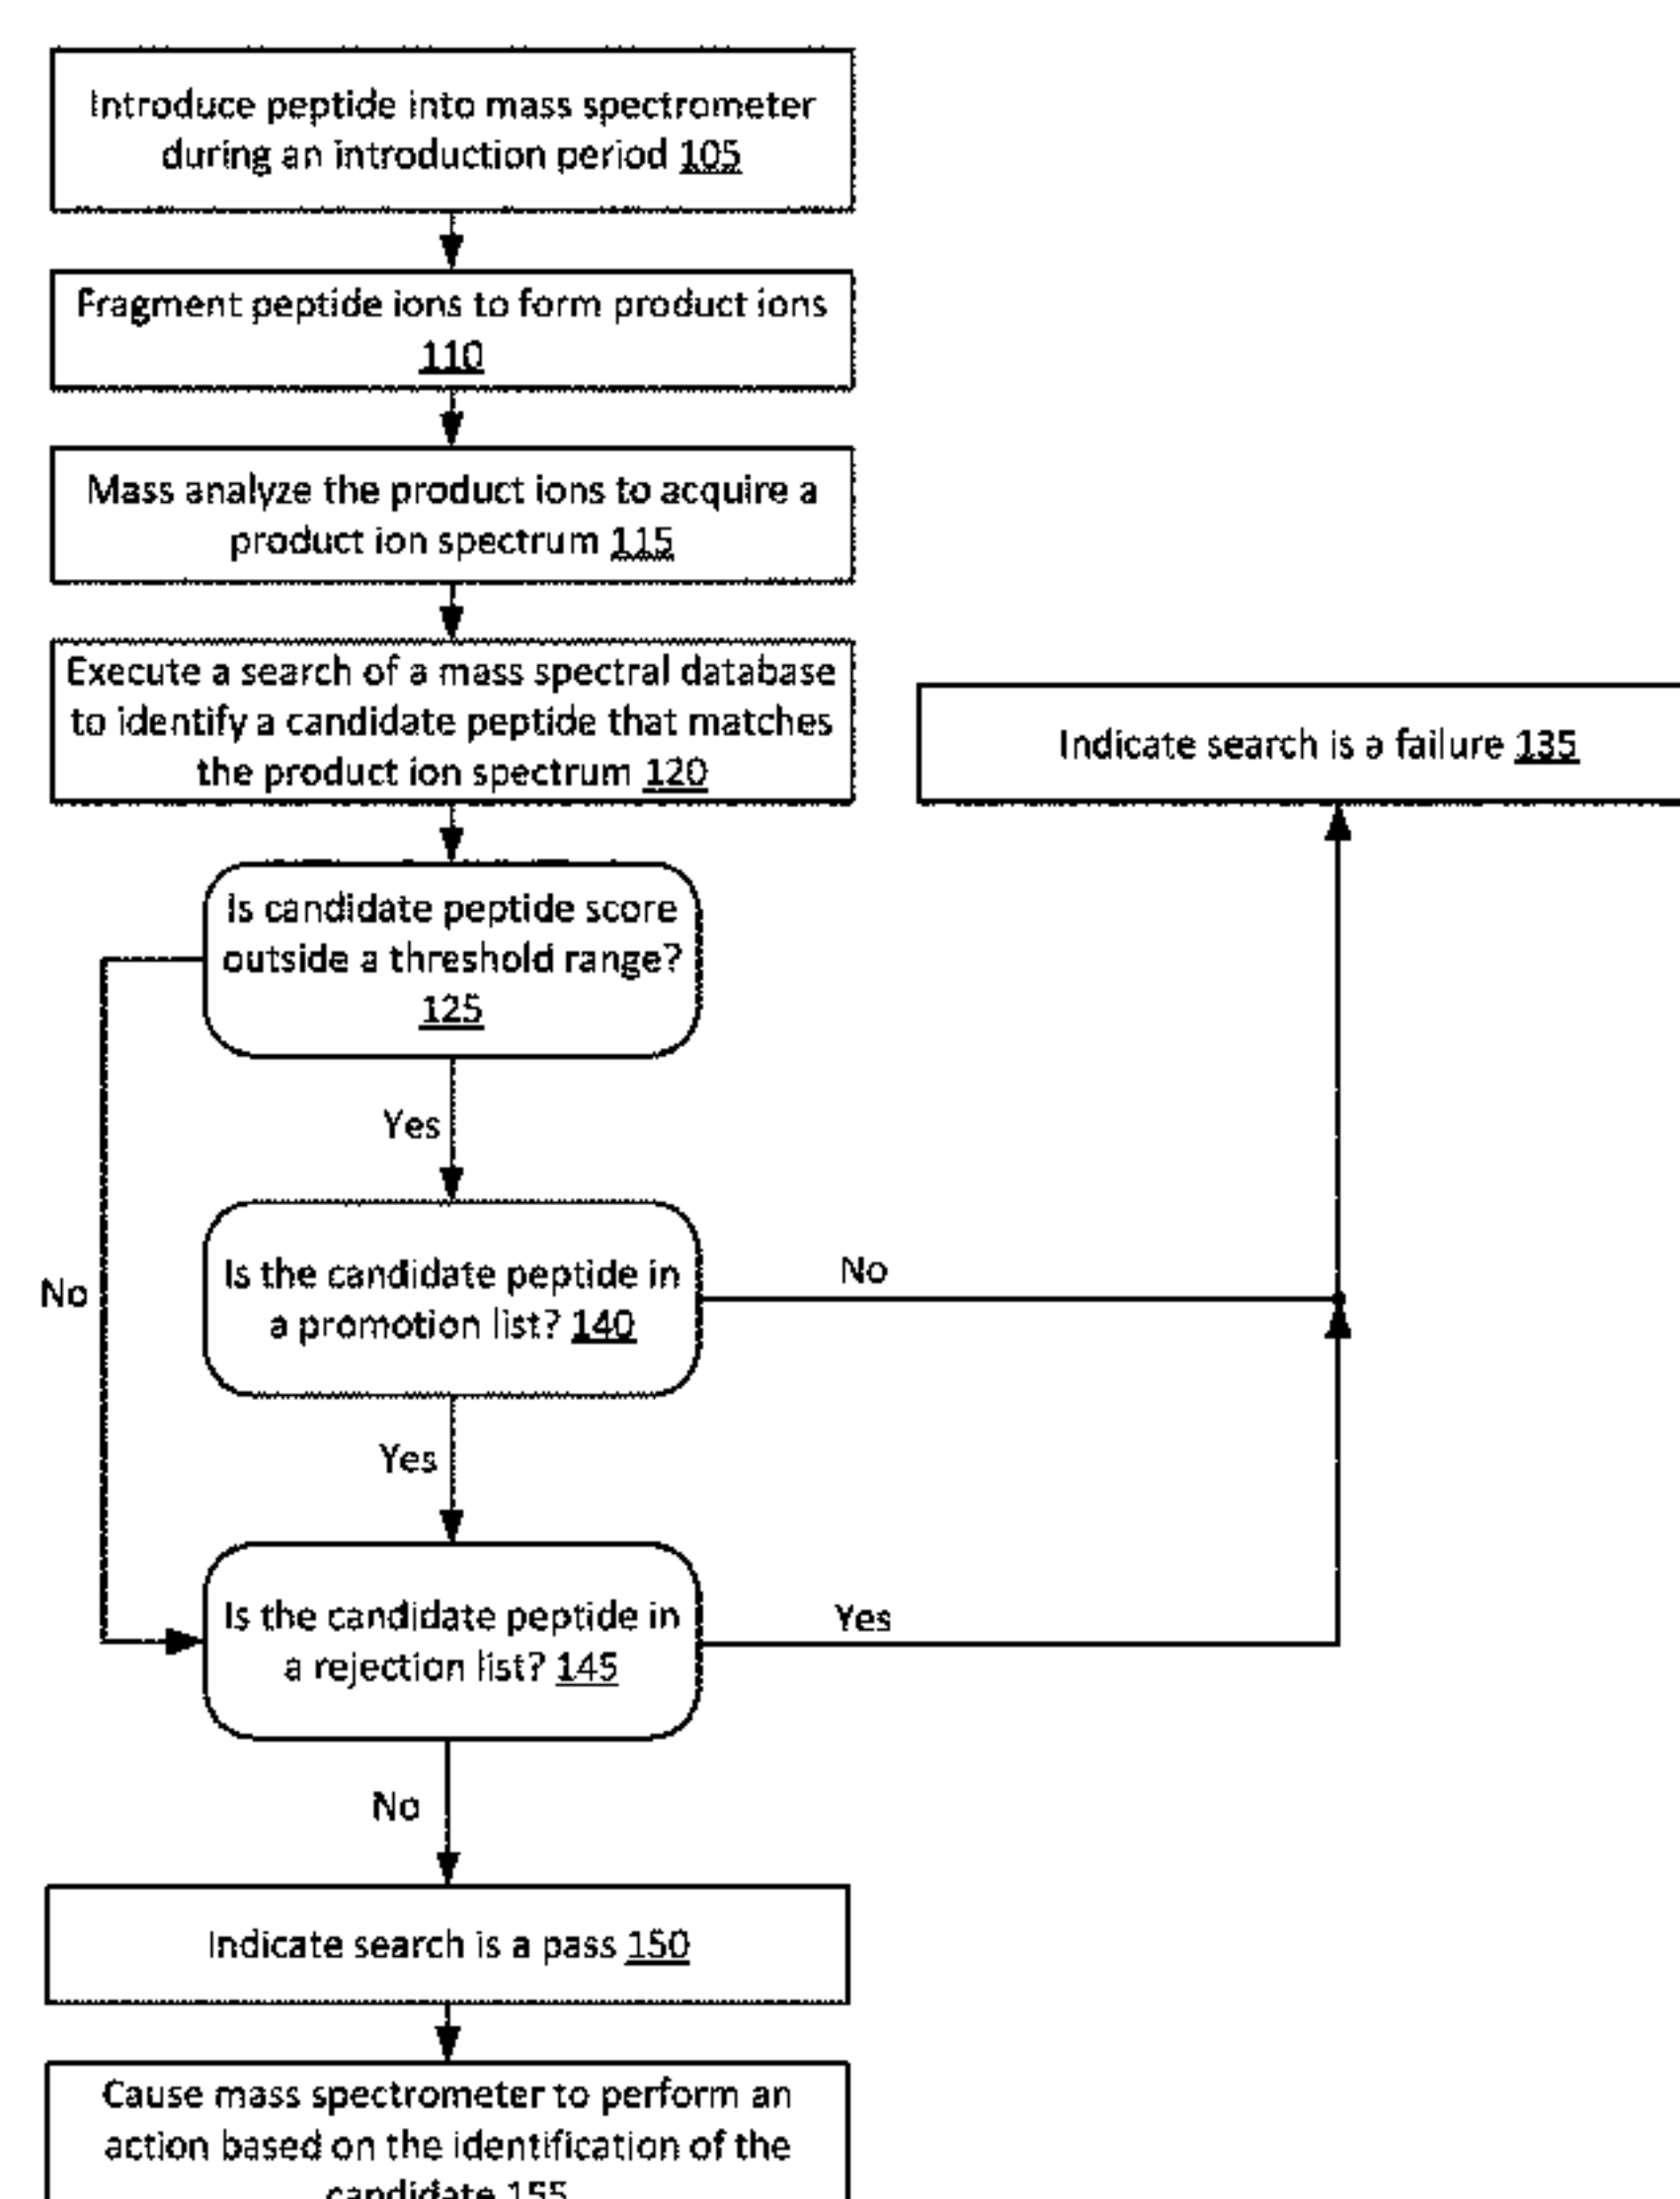 Introduce peptide into mass spectrometer
during an introduction period 105
Fragment peptide ions to form product ions
110
Mass analyze the product ions to acquire a
product ion spectrum 115
Execute a search of a mass spectral database
to identify a candidate peptide that matches
the product ion spectrum 120
Indicate search is a failure 135
Is candidate peptide score
outside a threshold range?
125
Yes
No
Is the candidate peptide in
a promotion list? 140
No
Yes
Is the candidate peptide in
a rejection list? 145
Yes
No
Indicate search is a pass 150
Cause mass spectrometer to perform an
action based on the identification of the
candidate 155